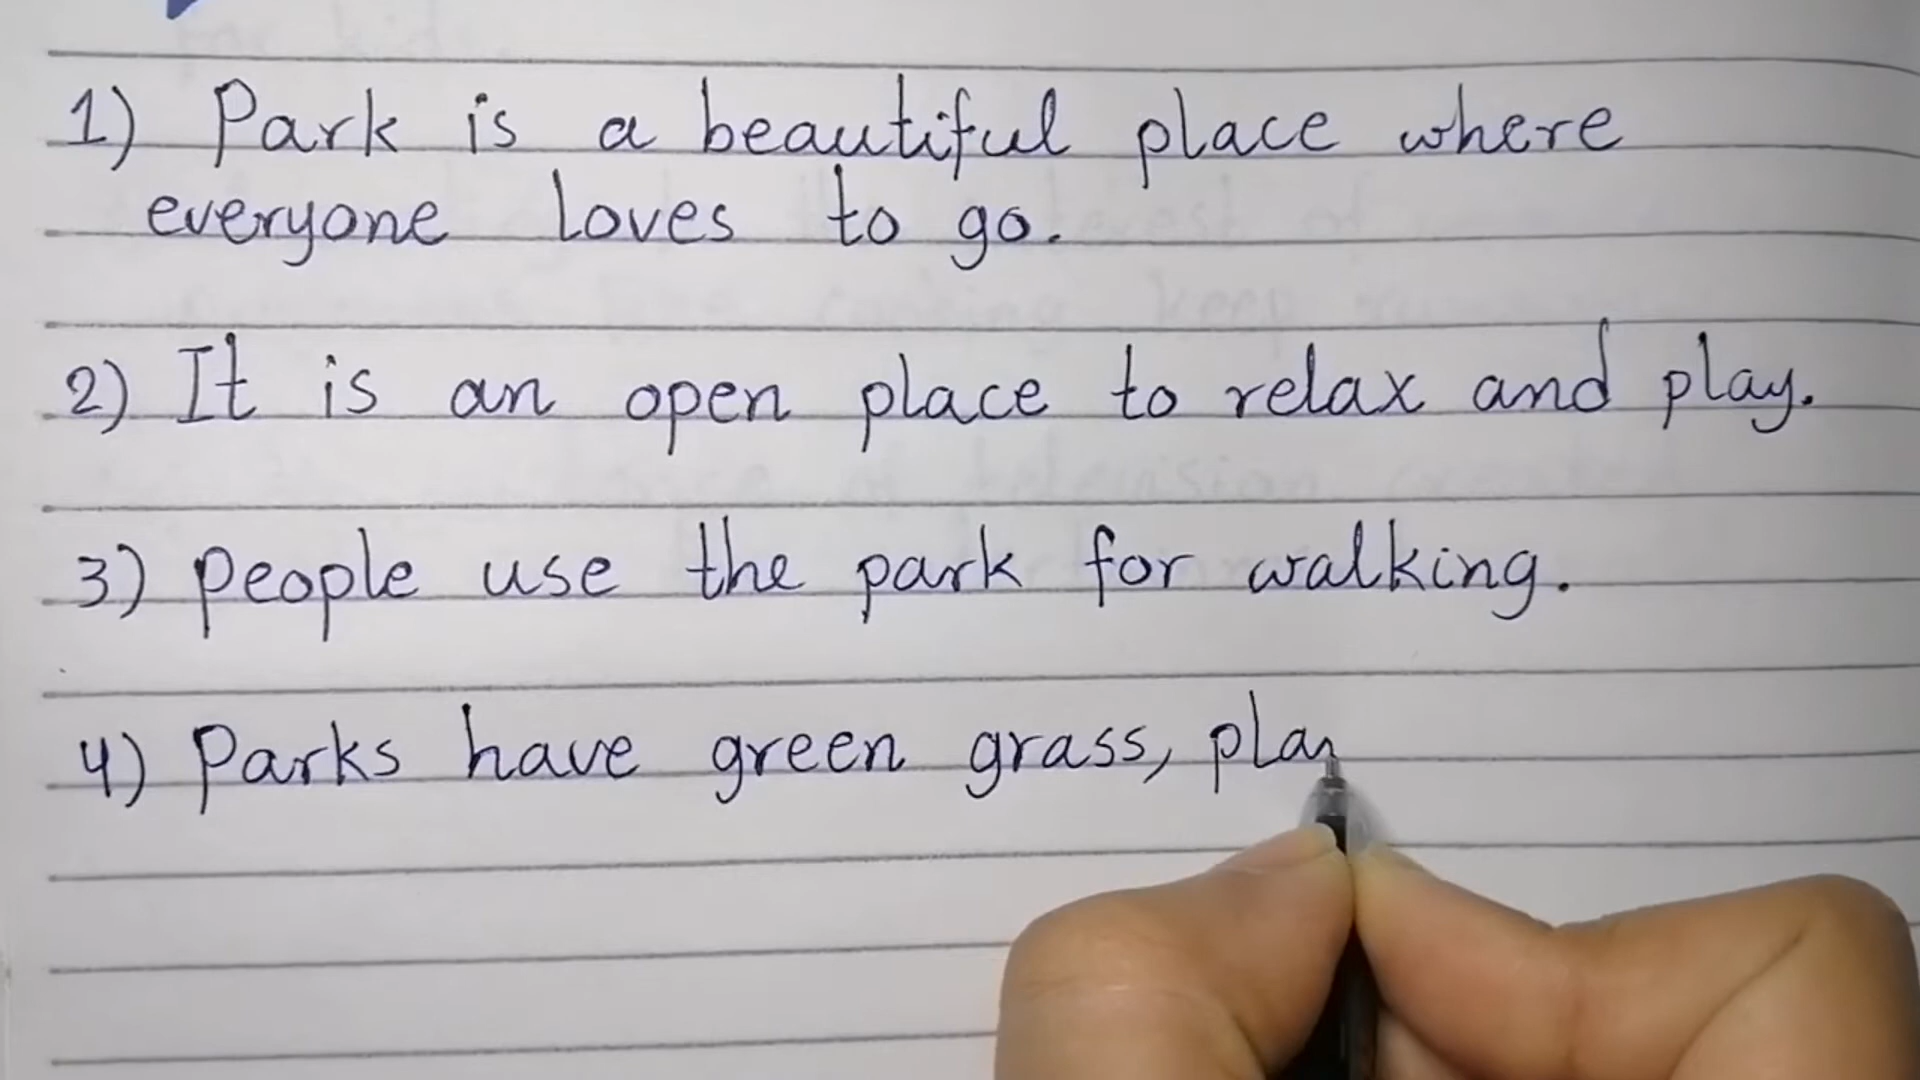 1) Park is a beautiful place where
everyone loves to go.
2) It is an open place to relax and play.
3) People use the park for walking.
4) Parks have green grass, plan